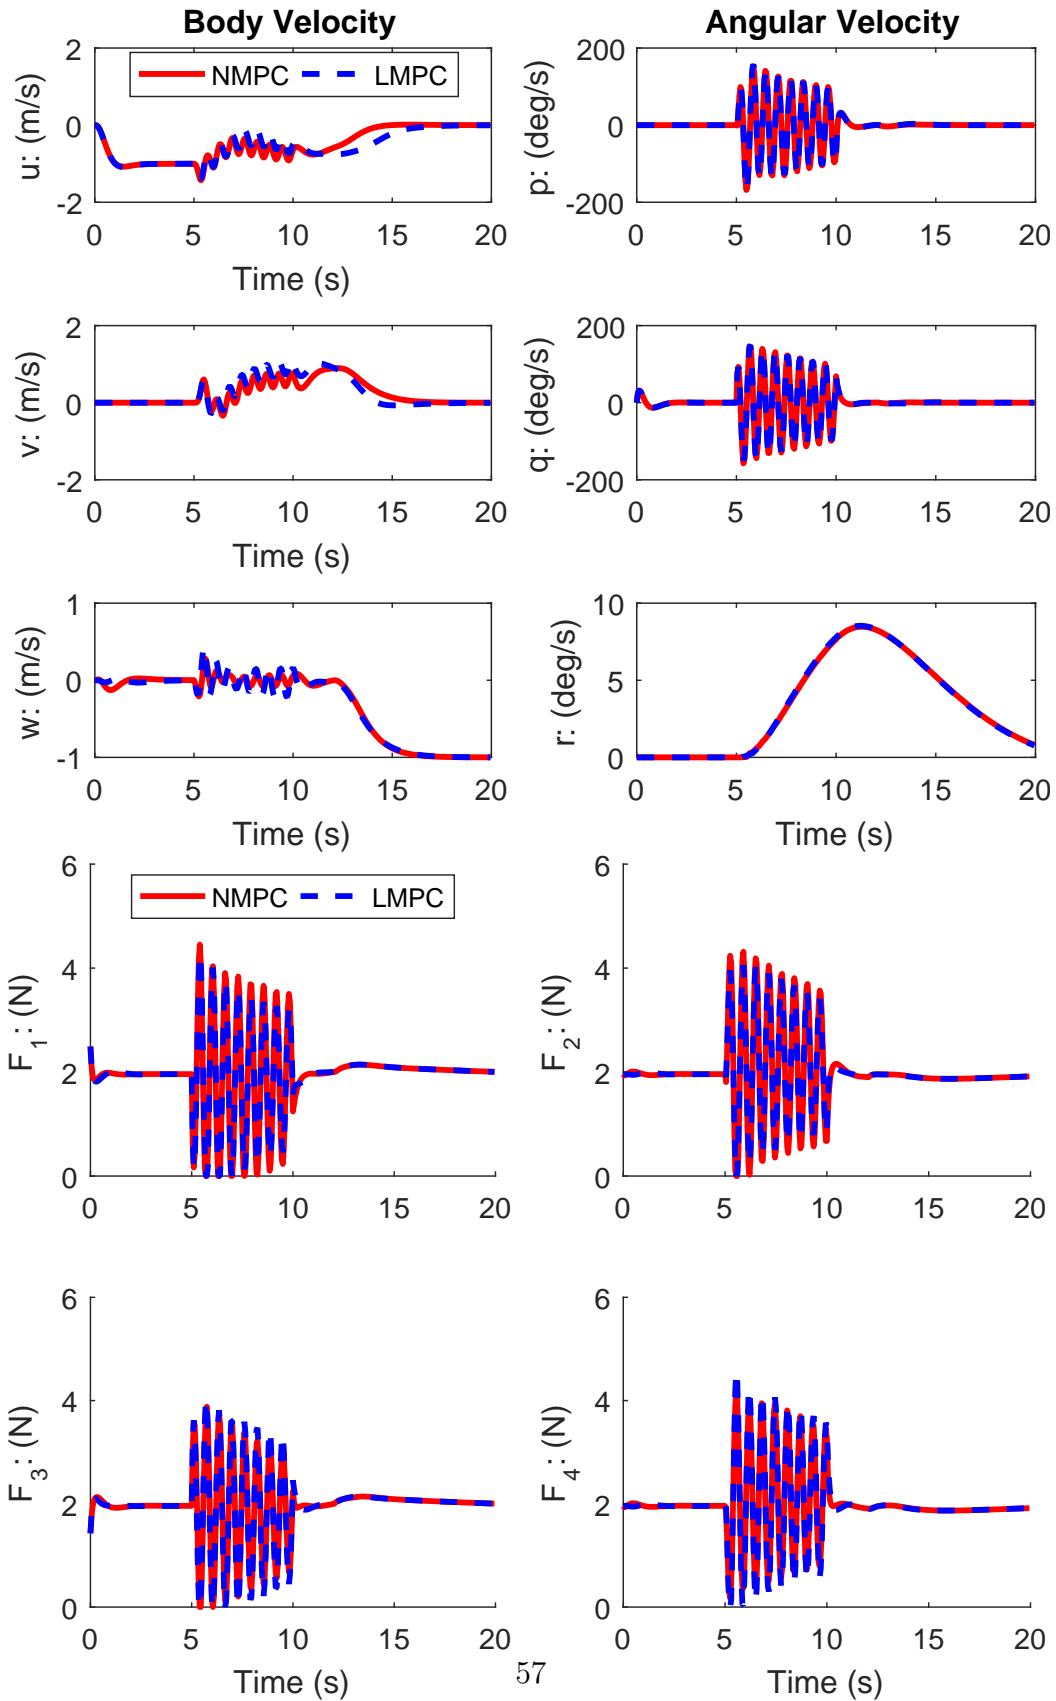 Body Velocity
Angular Velocity
2
0
-2
u: (m/s)
NMPC
LMPC
0 5 10 15 20
Time (s)
200
0
-200
p: (deg/s)
0 5 10 15 20
2
0
-2
v: (m/s)
0 5 10 15 20
Time (s)
200
0
-200
q: (deg/s)
0 5 10 15 20
1
0
-1
w: (m/s)
0 5 10 15 20
Time (s)
10
5
0
r: (deg/s)
0 5 10 15 20
Time (s)
6
4
2
0
F1: (N)
NMPC
LMPC
0 5 10 15 20
6
4
2
0
F2: (N)
0 5 10 15 20
6
4
2
0
F3: (N)
0 5 10 15 20
Time (s)
6
4
2
0
F4: (N)
0 5 10 15 20
Time (s)
57